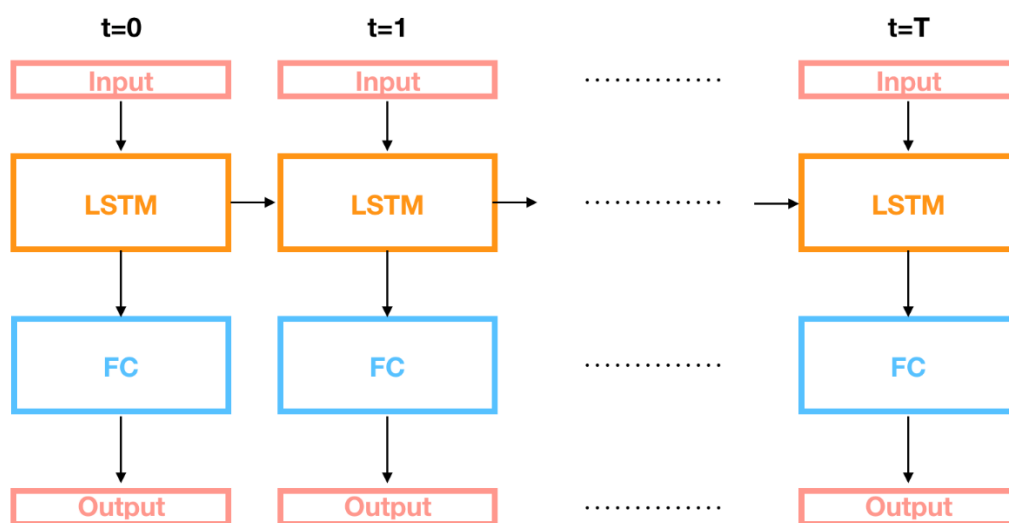 t=0 t=1 t=T
Input Input ............... Input
LSTM LSTM ............... LSTM
FC FC ............... FC
Output Output ............... Output